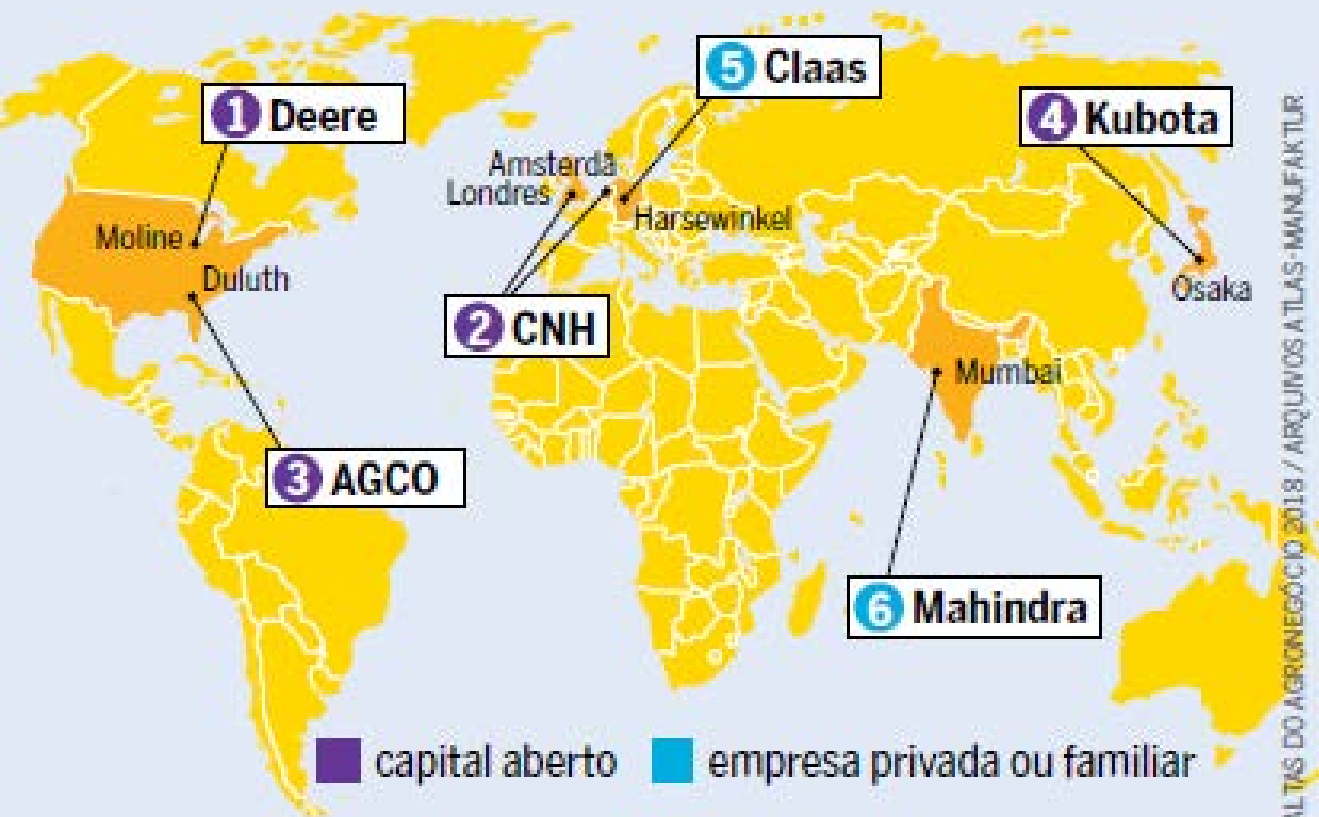 5 Claas
1 Deere
4 Kubota
Amsterdã
Londres
Harsewinkel
Moline
Duluth
Osaka
2 CNH
Mumbai
3 AGCO
6 Mahindra
capital aberto
empresa privada ou familiar
ALTAS DO AGRONEGÓCIO 2018 / ARQUIVOS ATLAS-MANUFAKTUR